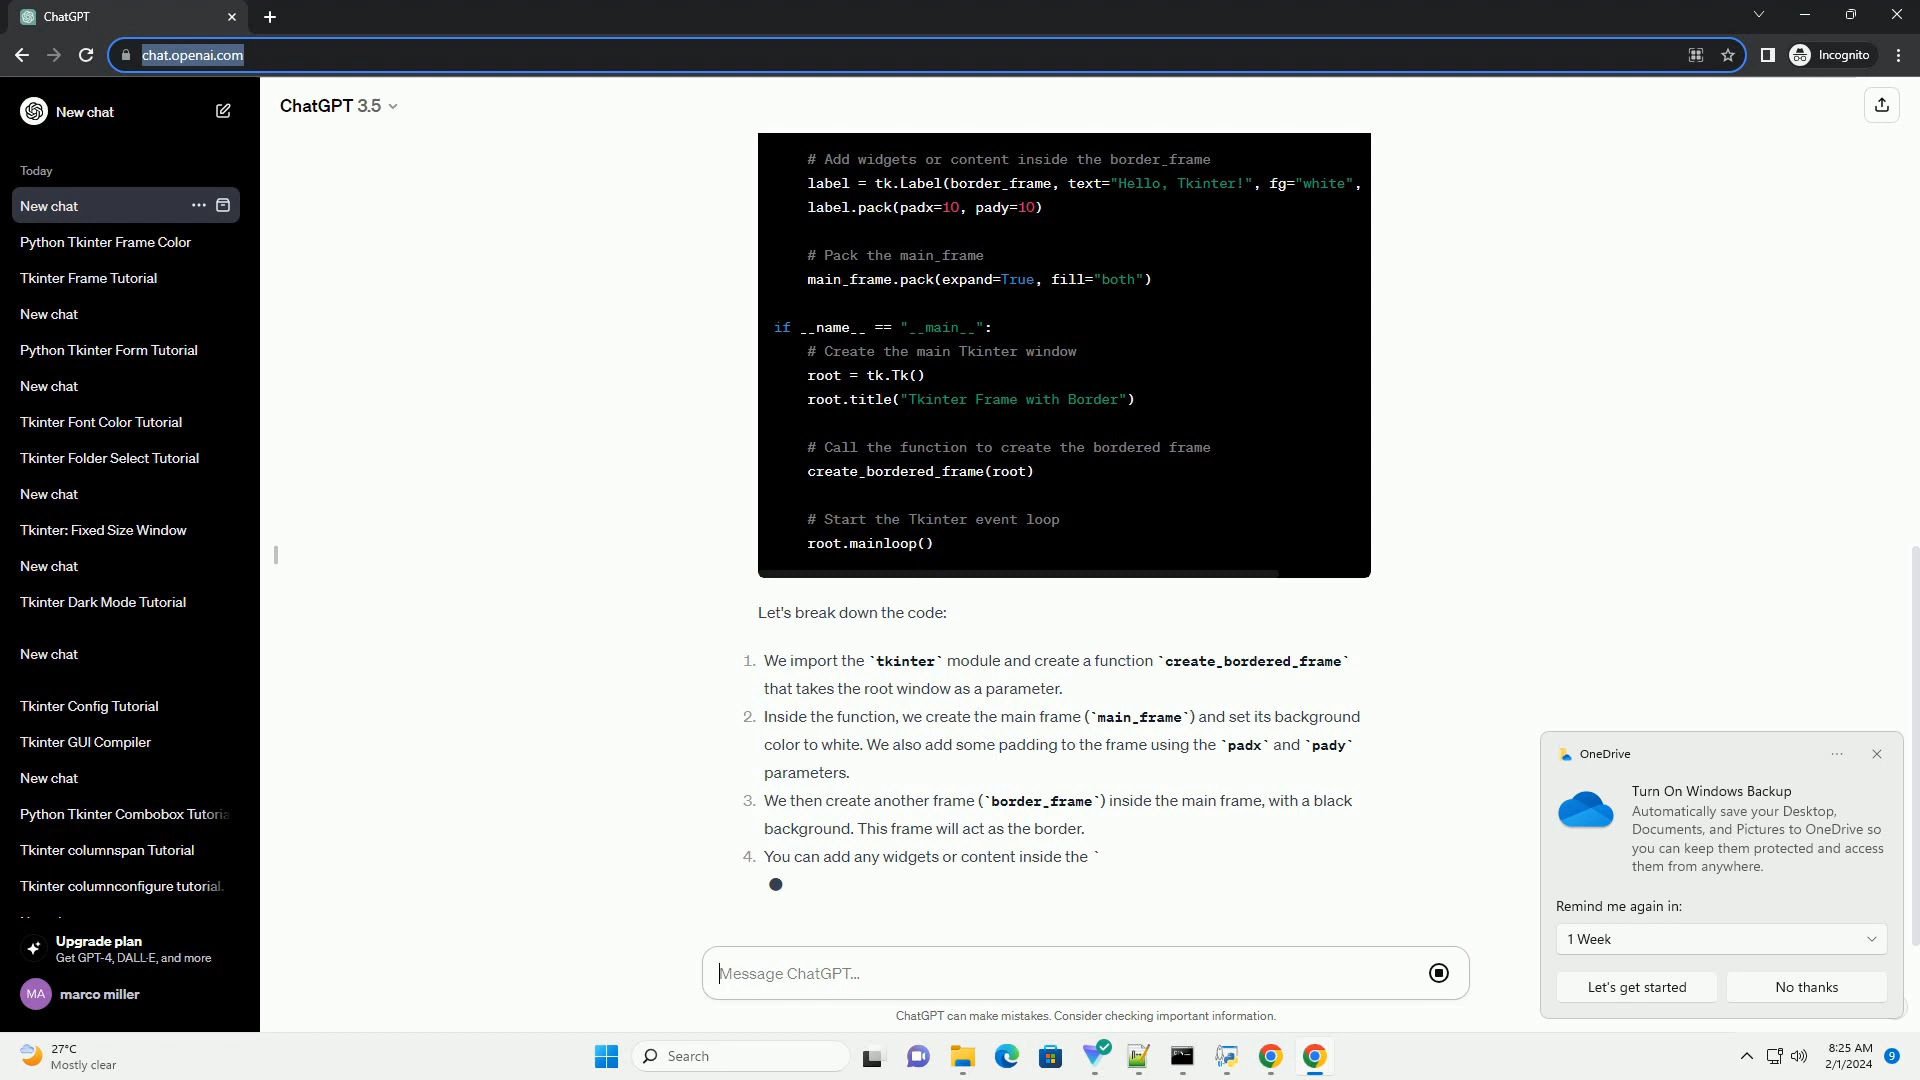 ChatGPT
chat.openai.com
Incognito
New chat
ChatGPT 3.5
Today
New chat
Python Tkinter Frame Color
Tkinter Frame Tutorial
New chat
Python Tkinter Form Tutorial
New chat
Tkinter Font Color Tutorial
Tkinter Folder Select Tutorial
New chat
Tkinter: Fixed Size Window
New chat
Tkinter Dark Mode Tutorial
New chat
Tkinter Config Tutorial
Tkinter GUI Compiler
New chat
Python Tkinter Combobox Tutoria
Tkinter columnspan Tutorial
Tkinter columnconfigure tutorial.
Upgrade plan
Get GPT-4, DALL·E, and more
MA
marco miller
# Add widgets or content inside the border_frame
label = tk.Label(border_frame, text="Hello, Tkinter!", fg="white",
label.pack(padx=10, pady=10)
# Pack the main_frame
main_frame.pack(expand=True, fill="both")
if __name__ == "__main__":
# Create the main Tkinter window
root = tk.Tk()
root.title("Tkinter Frame with Border")
# Call the function to create the bordered frame
create_bordered_frame(root)
# Start the Tkinter event loop
root.mainloop()
Let's break down the code:
1. We import the `tkinter` module and create a function `create_bordered_frame`
that takes the root window as a parameter.
2. Inside the function, we create the main frame (`main_frame`) and set its background
color to white. We also add some padding to the frame using the `padx` and `pady`
parameters.
3. We then create another frame (`border_frame`) inside the main frame, with a black
background. This frame will act as the border.
4. You can add any widgets or content inside the `
Message ChatGPT...
ChatGPT can make mistakes. Consider checking important information.
OneDrive
Turn On Windows Backup
Automatically save your Desktop,
Documents, and Pictures to OneDrive so
you can keep them protected and access
them from anywhere.
Remind me again in:
1 Week
Let's get started
No thanks
27°C
Mostly clear
Search
8:25 AM
2/1/2024
9